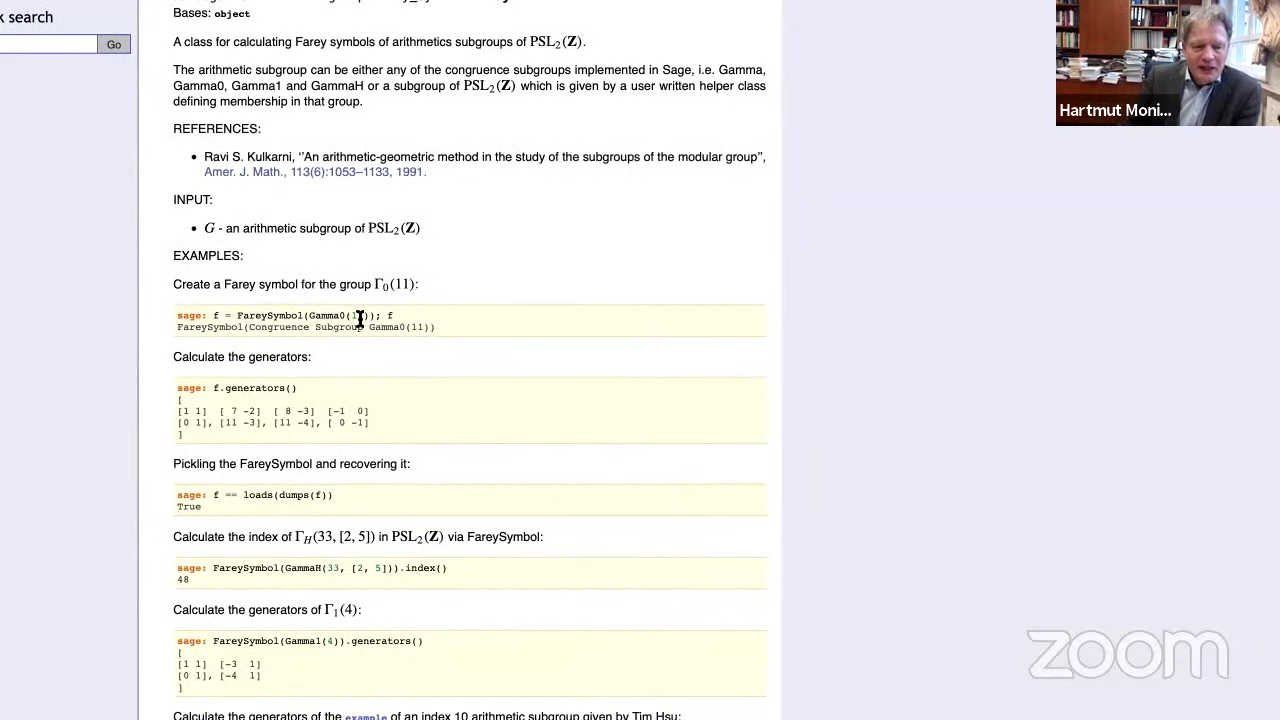 k search
Go
Bases: object
A class for calculating Farey symbols of arithmetics subgroups of PSL₂(Z).
The arithmetic subgroup can be either any of the congruence subgroups implemented in Sage, i.e. Gamma,
Gamma0, Gamma1 and GammaH or a subgroup of PSL₂(Z) which is given by a user written helper class
defining membership in that group.
REFERENCES:
• Ravi S. Kulkarni, ‘’An arithmetic-geometric method in the study of the subgroups of the modular group’’,
Amer. J. Math., 113(6):1053–1133, 1991.
INPUT:
• G - an arithmetic subgroup of PSL₂(Z)
EXAMPLES:
Create a Farey symbol for the group Γ₀(11):
sage: f = FareySymbol(Gamma0(11)); f
FareySymbol(Congruence Subgroup Gamma0(11))
Calculate the generators:
sage: f.generators()
[
[1 1]  [ 7 -2]  [ 8 -3]  [-1  0]
[0 1], [11 -3], [11 -4], [ 0 -1]
]
Pickling the FareySymbol and recovering it:
sage: f == loads(dumps(f))
True
Calculate the index of Γ_H(33, [2, 5]) in PSL₂(Z) via FareySymbol:
sage: FareySymbol(GammaH(33, [2, 5])).index()
48
Calculate the generators of Γ₁(4):
sage: FareySymbol(Gamma1(4)).generators()
[
[1 1]  [-3  1]
[0 1], [-4  1]
]
Calculate the generators of the example of an index 10 arithmetic subgroup given by Tim Hsu:
Hartmut Moni...
zoom